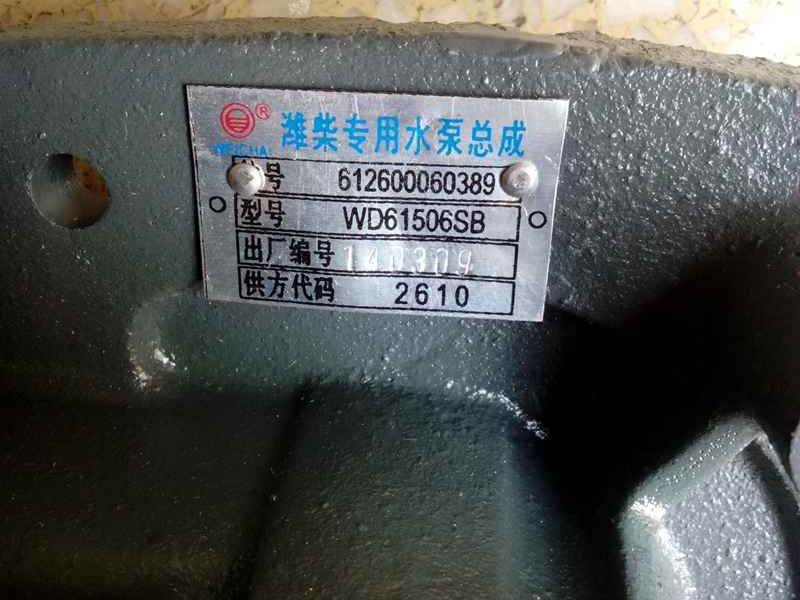 潍柴专用水泵总成
号 612600060389
型号 WD61506SB
出厂编号 140309
供方代码 2610